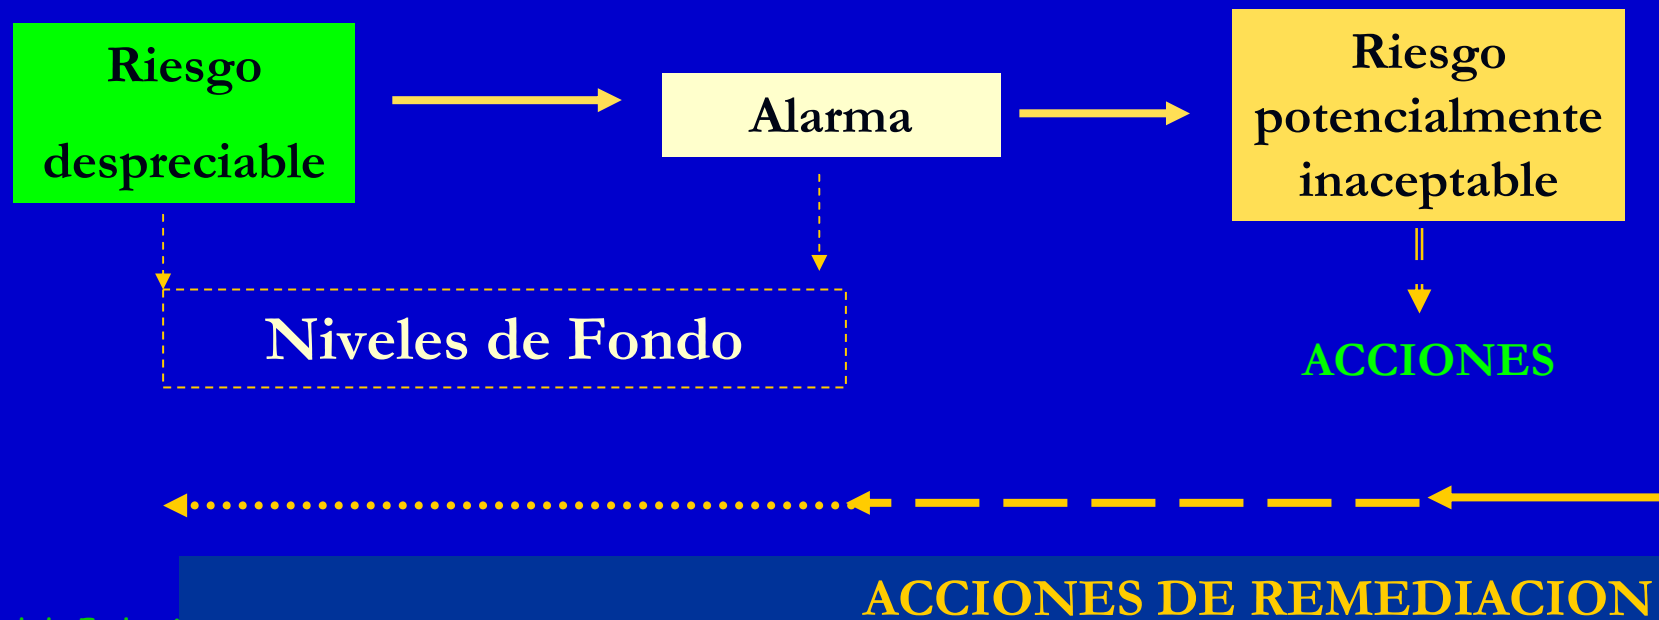 Riesgo
despreciable
Alarma
Riesgo
potencialmente
inaceptable
Niveles de Fondo
ACCIONES
ACCIONES DE REMEDIACION